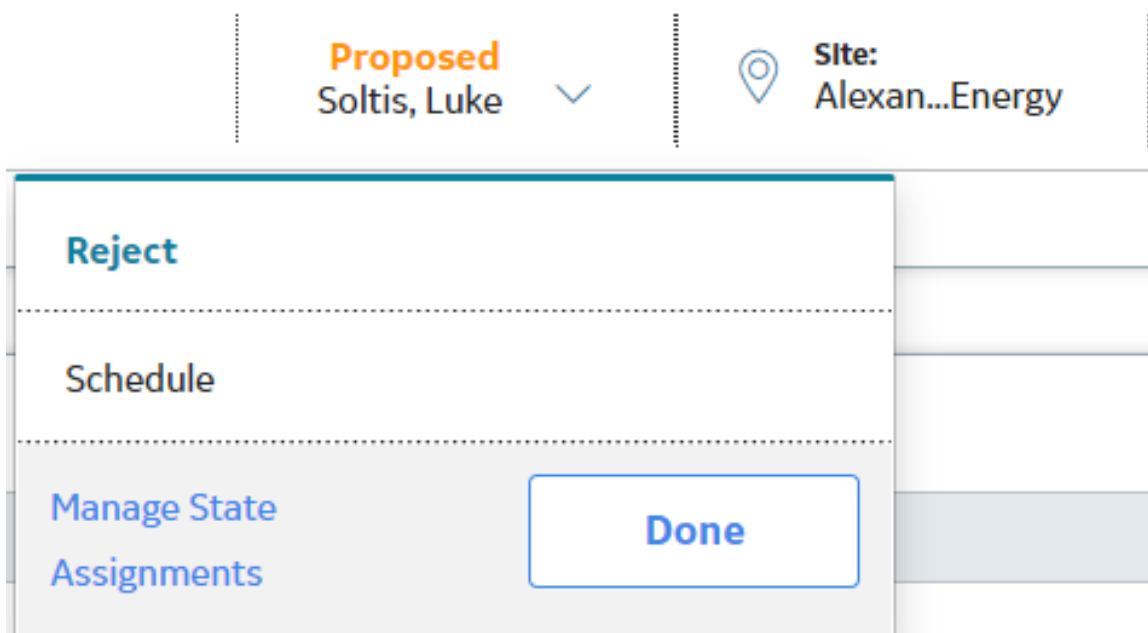 Proposed
Soltis, Luke
Site:
Alexan...Energy
Reject
Schedule
Manage State
Assignments
Done